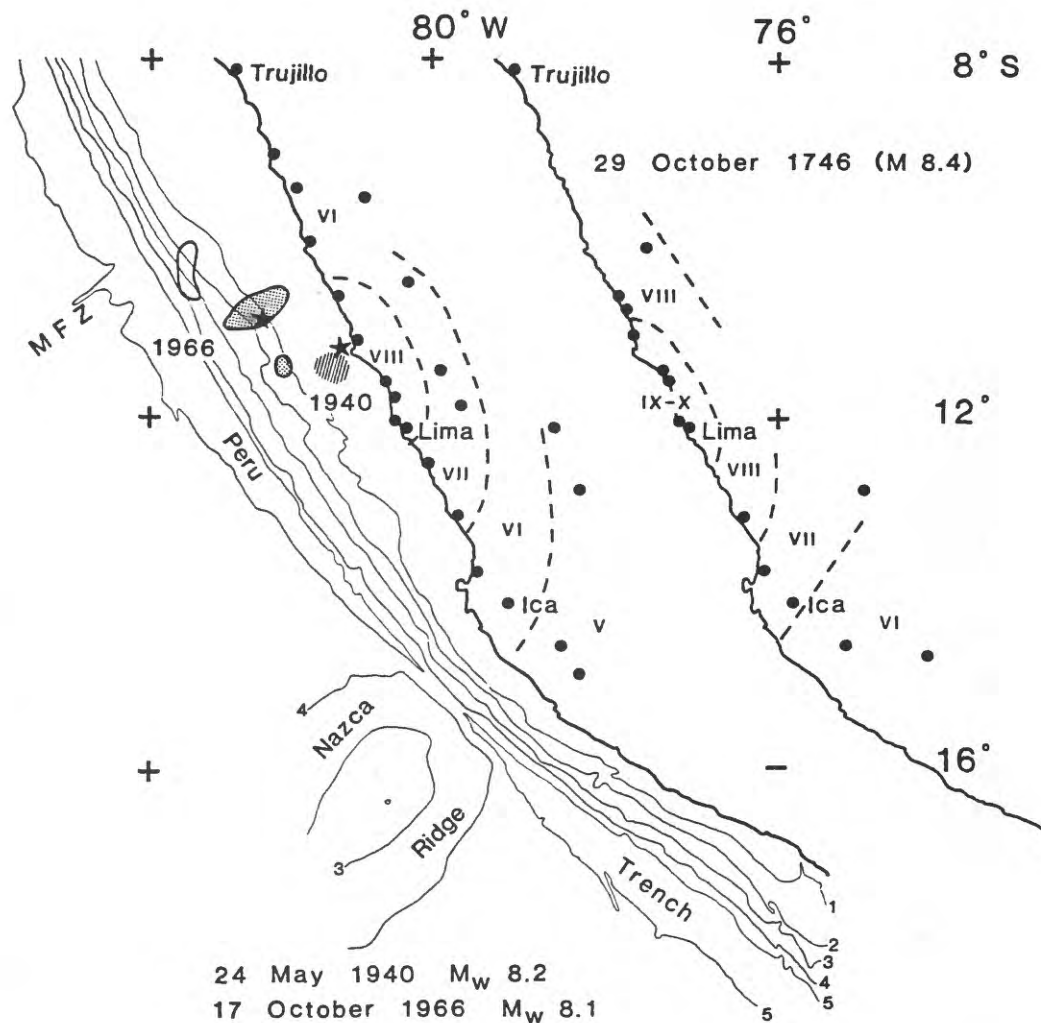 80° W
76°
8° S
Trujillo
Trujillo
29 October 1746 (M 8.4)
VI
VIII
MFZ
1966
VIII
1940
IX-X
12°
Lima
Lima
Peru
VII
VIII
VI
VII
Ica
Ica
V
VI
4
Nazca
16°
3
Ridge
Trench
1
2
3
4
5
5
24 May 1940 Mw 8.2
17 October 1966 Mw 8.1